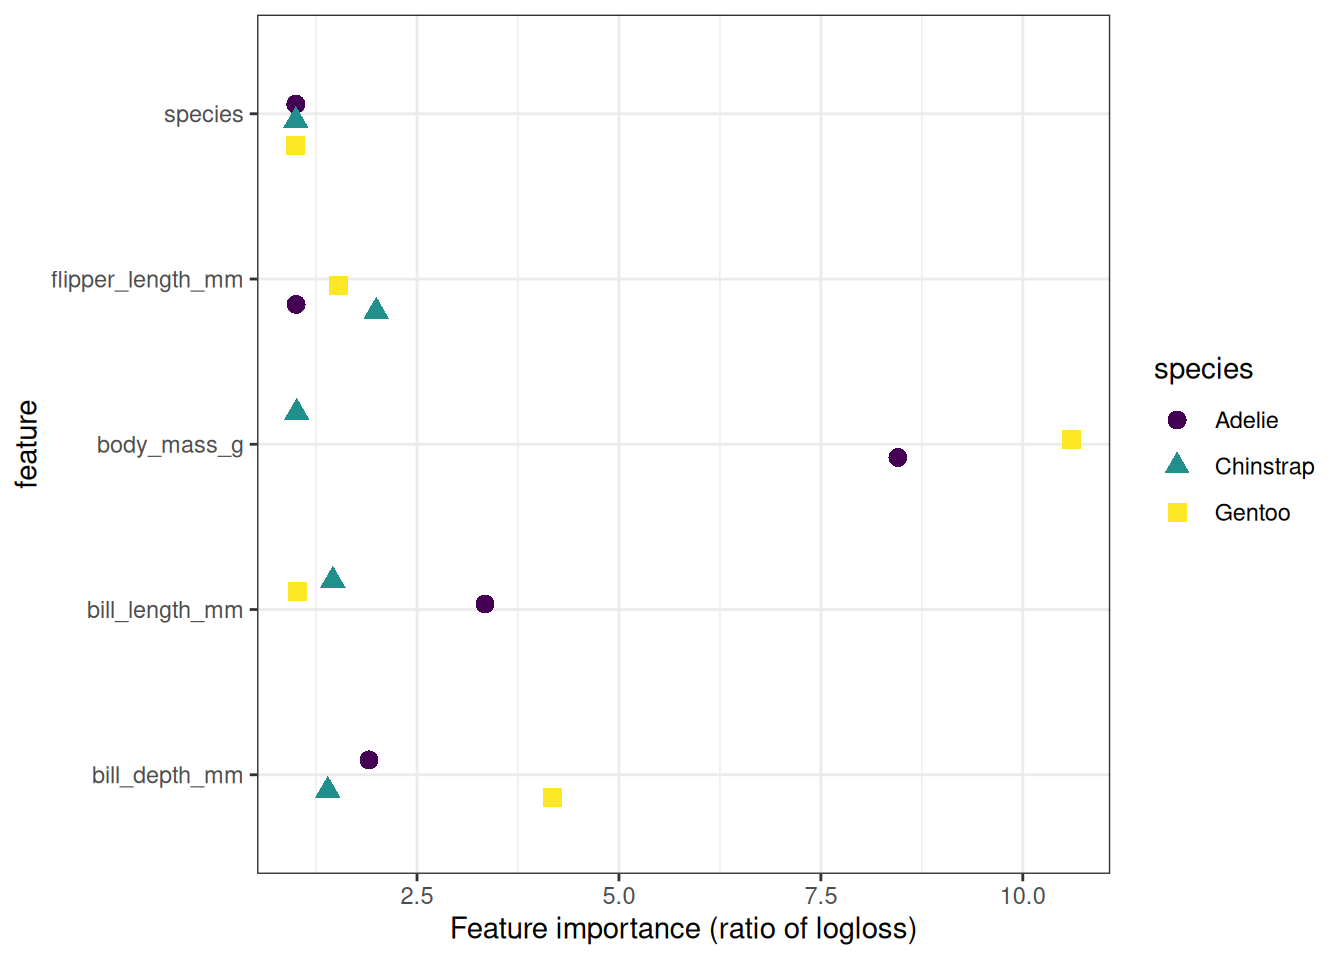 species
flipper_length_mm
body_mass_g
bill_length_mm
bill_depth_mm
feature
2.5 5.0 7.5 10.0
Feature importance (ratio of logloss)
species
Adelie
Chinstrap
Gentoo